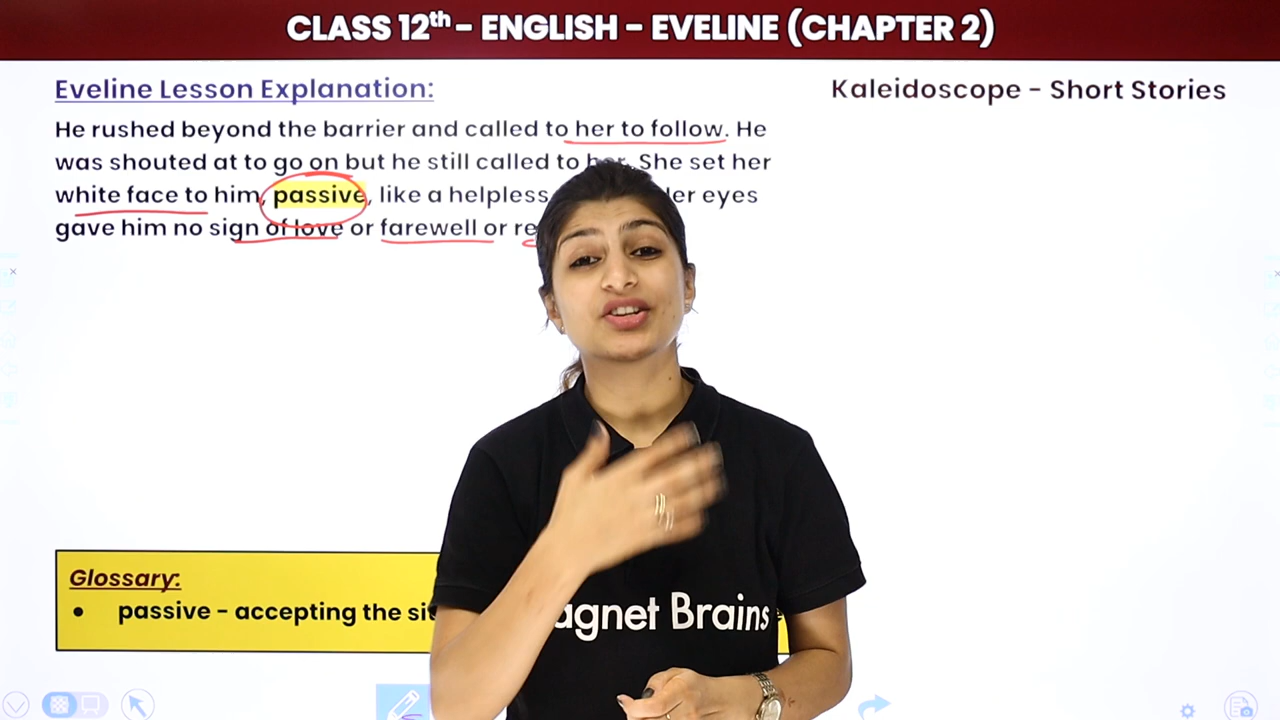 CLASS 12th - ENGLISH - EVELINE (CHAPTER 2)
Eveline Lesson Explanation:
Kaleidoscope - Short Stories
He rushed beyond the barrier and called to her to follow. He
was shouted at to go on but he still called to her. She set her
white face to him, passive, like a helpless eyes
gave him no sign of love or farewell or
Glossary:
passive - accepting the
agnet Brains